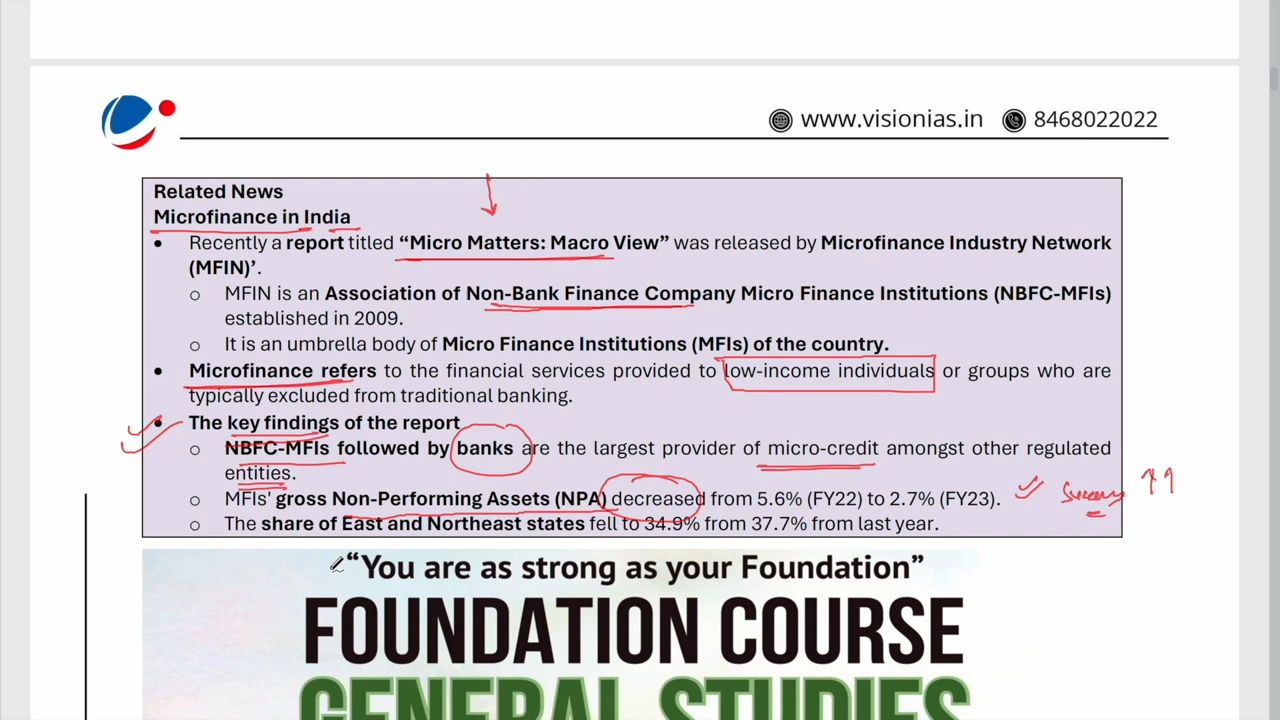 www.visionias.in 8468022022
Related News
Microfinance in India
• Recently a report titled “Micro Matters: Macro View” was released by Microfinance Industry Network
(MFIN)’.
o MFIN is an Association of Non-Bank Finance Company Micro Finance Institutions (NBFC-MFIs)
established in 2009.
o It is an umbrella body of Micro Finance Institutions (MFIs) of the country.
• Microfinance refers to the financial services provided to low-income individuals or groups who are
typically excluded from traditional banking.
• The key findings of the report
o NBFC-MFIs followed by banks are the largest provider of micro-credit amongst other regulated
entities.
o MFIs' gross Non-Performing Assets (NPA) decreased from 5.6% (FY22) to 2.7% (FY23).
o The share of East and Northeast states fell to 34.9% from 37.7% from last year.
“You are as strong as your Foundation”
FOUNDATION COURSE
GENERAL STUDIES